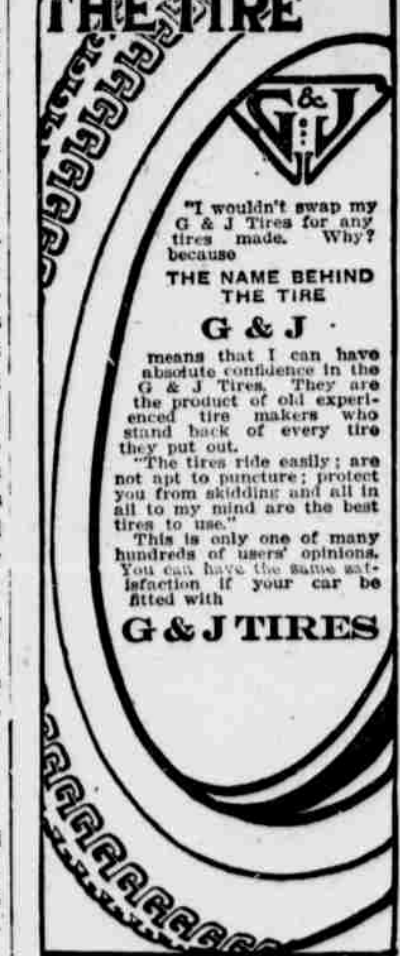 THE TIRE
G & J
"I wouldn't swap my
G & J Tires for any
tires made. Why?
because
THE NAME BEHIND
THE TIRE
G & J
means that I can have
absolute confidence in the
G & J Tires. They are
the product of old experi-
enced tire makers who
stand back of every tire
they put out.
"The tires ride easily; are
not apt to puncture; protect
you from skidding and all in
all to my mind are the best
tires to use."
This is only one of many
hundreds of users' opinions.
You can have the same sat-
isfaction if your car be
fitted with
G & J TIRES